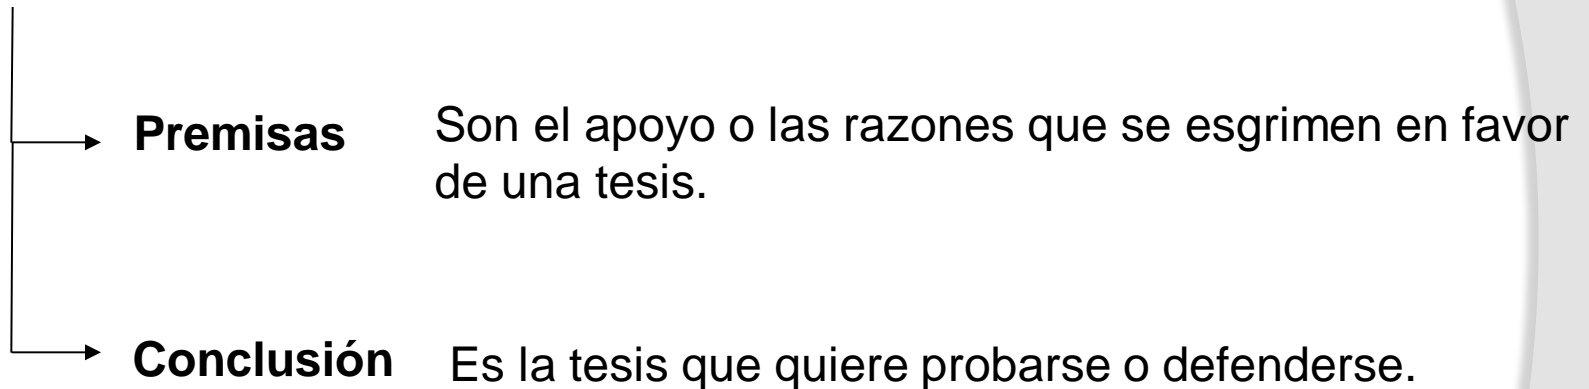 Premisas Son el apoyo o las razones que se esgrimen en favor
de una tesis.
Conclusión Es la tesis que quiere probarse o defenderse.